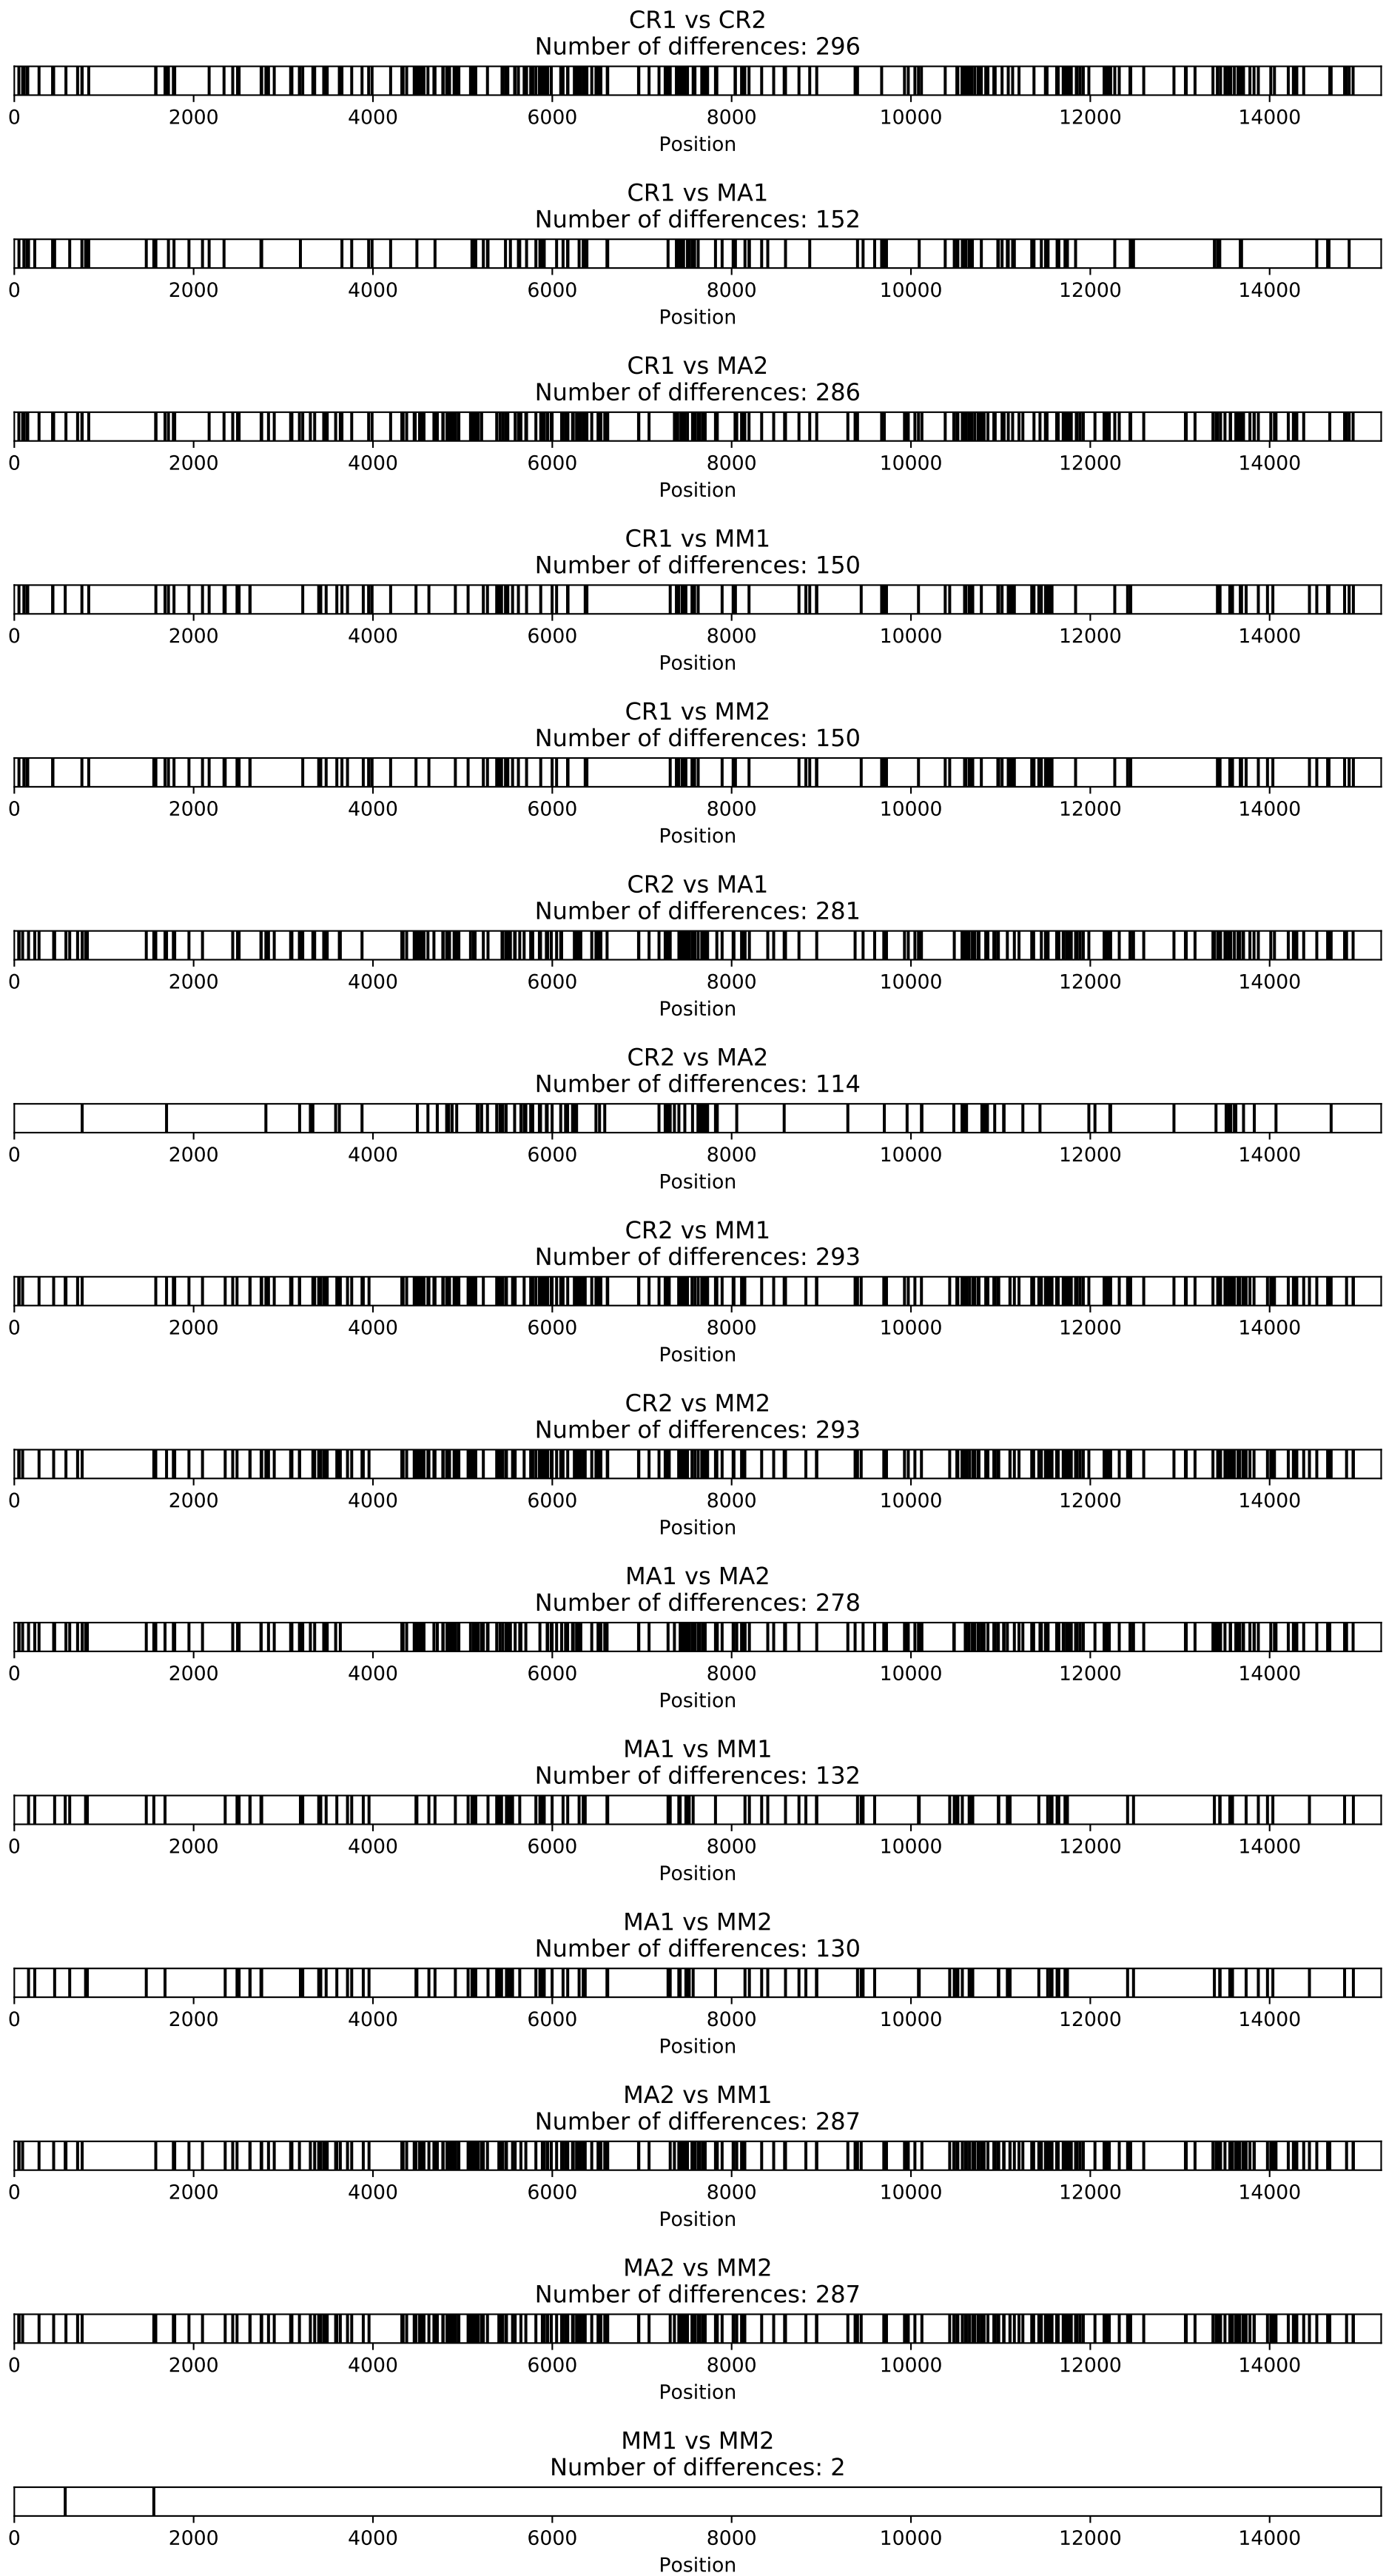 CR1 vs CR2
Number of differences: 296
0 2000 4000 6000 8000 10000 12000 14000
Position
CR1 vs MA1
Number of differences: 152
0 2000 4000 6000 8000 10000 12000 14000
Position
CR1 vs MA2
Number of differences: 286
0 2000 4000 6000 8000 10000 12000 14000
Position
CR1 vs MM1
Number of differences: 150
0 2000 4000 6000 8000 10000 12000 14000
Position
CR1 vs MM2
Number of differences: 150
0 2000 4000 6000 8000 10000 12000 14000
Position
CR2 vs MA1
Number of differences: 281
0 2000 4000 6000 8000 10000 12000 14000
Position
CR2 vs MA2
Number of differences: 114
0 2000 4000 6000 8000 10000 12000 14000
Position
CR2 vs MM1
Number of differences: 293
0 2000 4000 6000 8000 10000 12000 14000
Position
CR2 vs MM2
Number of differences: 293
0 2000 4000 6000 8000 10000 12000 14000
Position
MA1 vs MA2
Number of differences: 278
0 2000 4000 6000 8000 10000 12000 14000
Position
MA1 vs MM1
Number of differences: 132
0 2000 4000 6000 8000 10000 12000 14000
Position
MA1 vs MM2
Number of differences: 130
0 2000 4000 6000 8000 10000 12000 14000
Position
MA2 vs MM1
Number of differences: 287
0 2000 4000 6000 8000 10000 12000 14000
Position
MA2 vs MM2
Number of differences: 287
0 2000 4000 6000 8000 10000 12000 14000
Position
MM1 vs MM2
Number of differences: 2
0 2000 4000 6000 8000 10000 12000 14000
Position